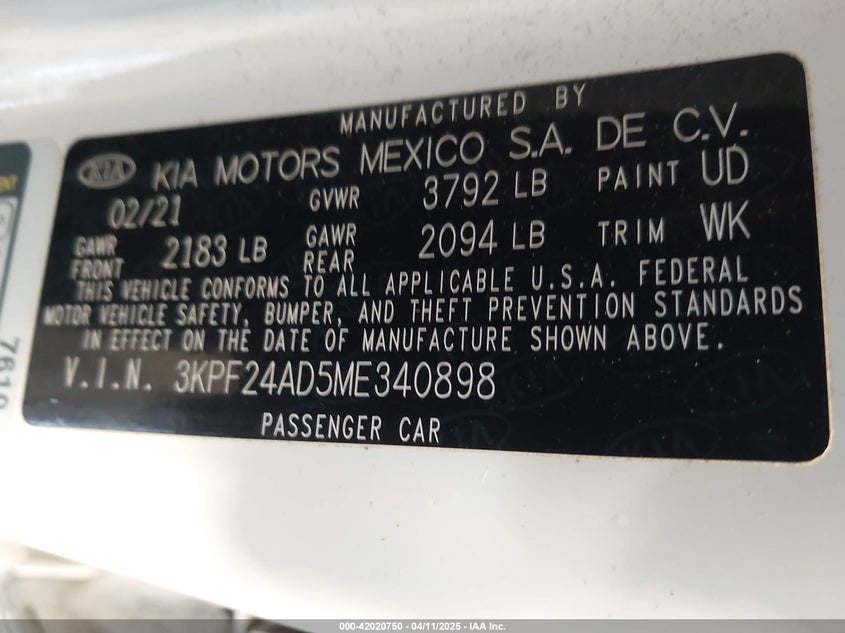 MANUFACTURED BY
KIA KIA MOTORS MEXICO S.A. DE C.V.
02/21 GVWR 3792 LB PAINT UD
GAWR FRONT 2183 LB GAWR REAR 2094 LB TRIM WK
THIS VEHICLE CONFORMS TO ALL APPLICABLE U.S.A. FEDERAL
MOTOR VEHICLE SAFETY, BUMPER, AND THEFT PREVENTION STANDARDS
IN EFFECT ON THE DATE OF MANUFACTURE SHOWN ABOVE.
V.I.N. 3KPF24AD5ME340898
PASSENGER CAR
000-42020750 - 04/11/2025 - IAA Inc.